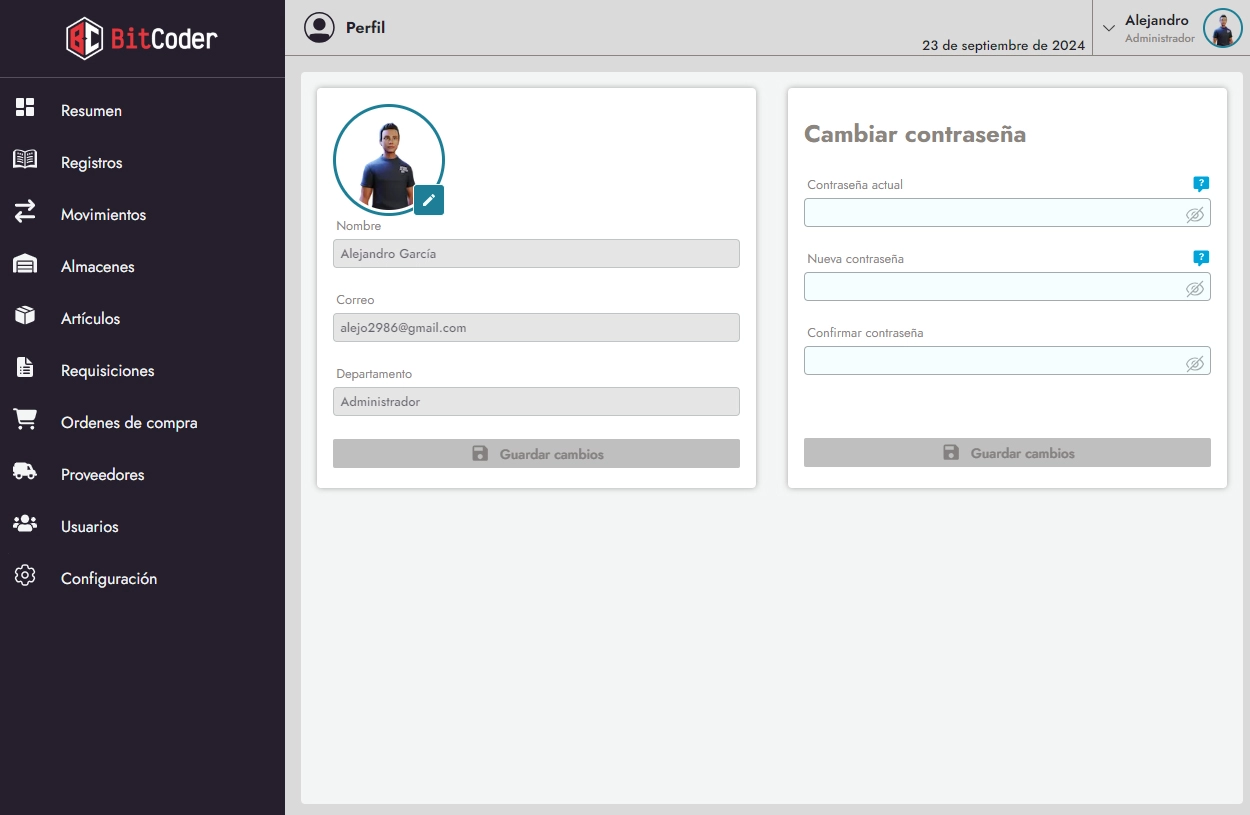 BitCoder
Resumen
Registros
Movimientos
Almacenes
Artículos
Requisiciones
Ordenes de compra
Proveedores
Usuarios
Configuración
Perfil
23 de septiembre de 2024
Alejandro
Administrador
Nombre
Alejandro García
Correo
alejo2986@gmail.com
Departamento
Administrador
Guardar cambios
Cambiar contraseña
Contraseña actual
?
Nueva contraseña
?
Confirmar contraseña
Guardar cambios